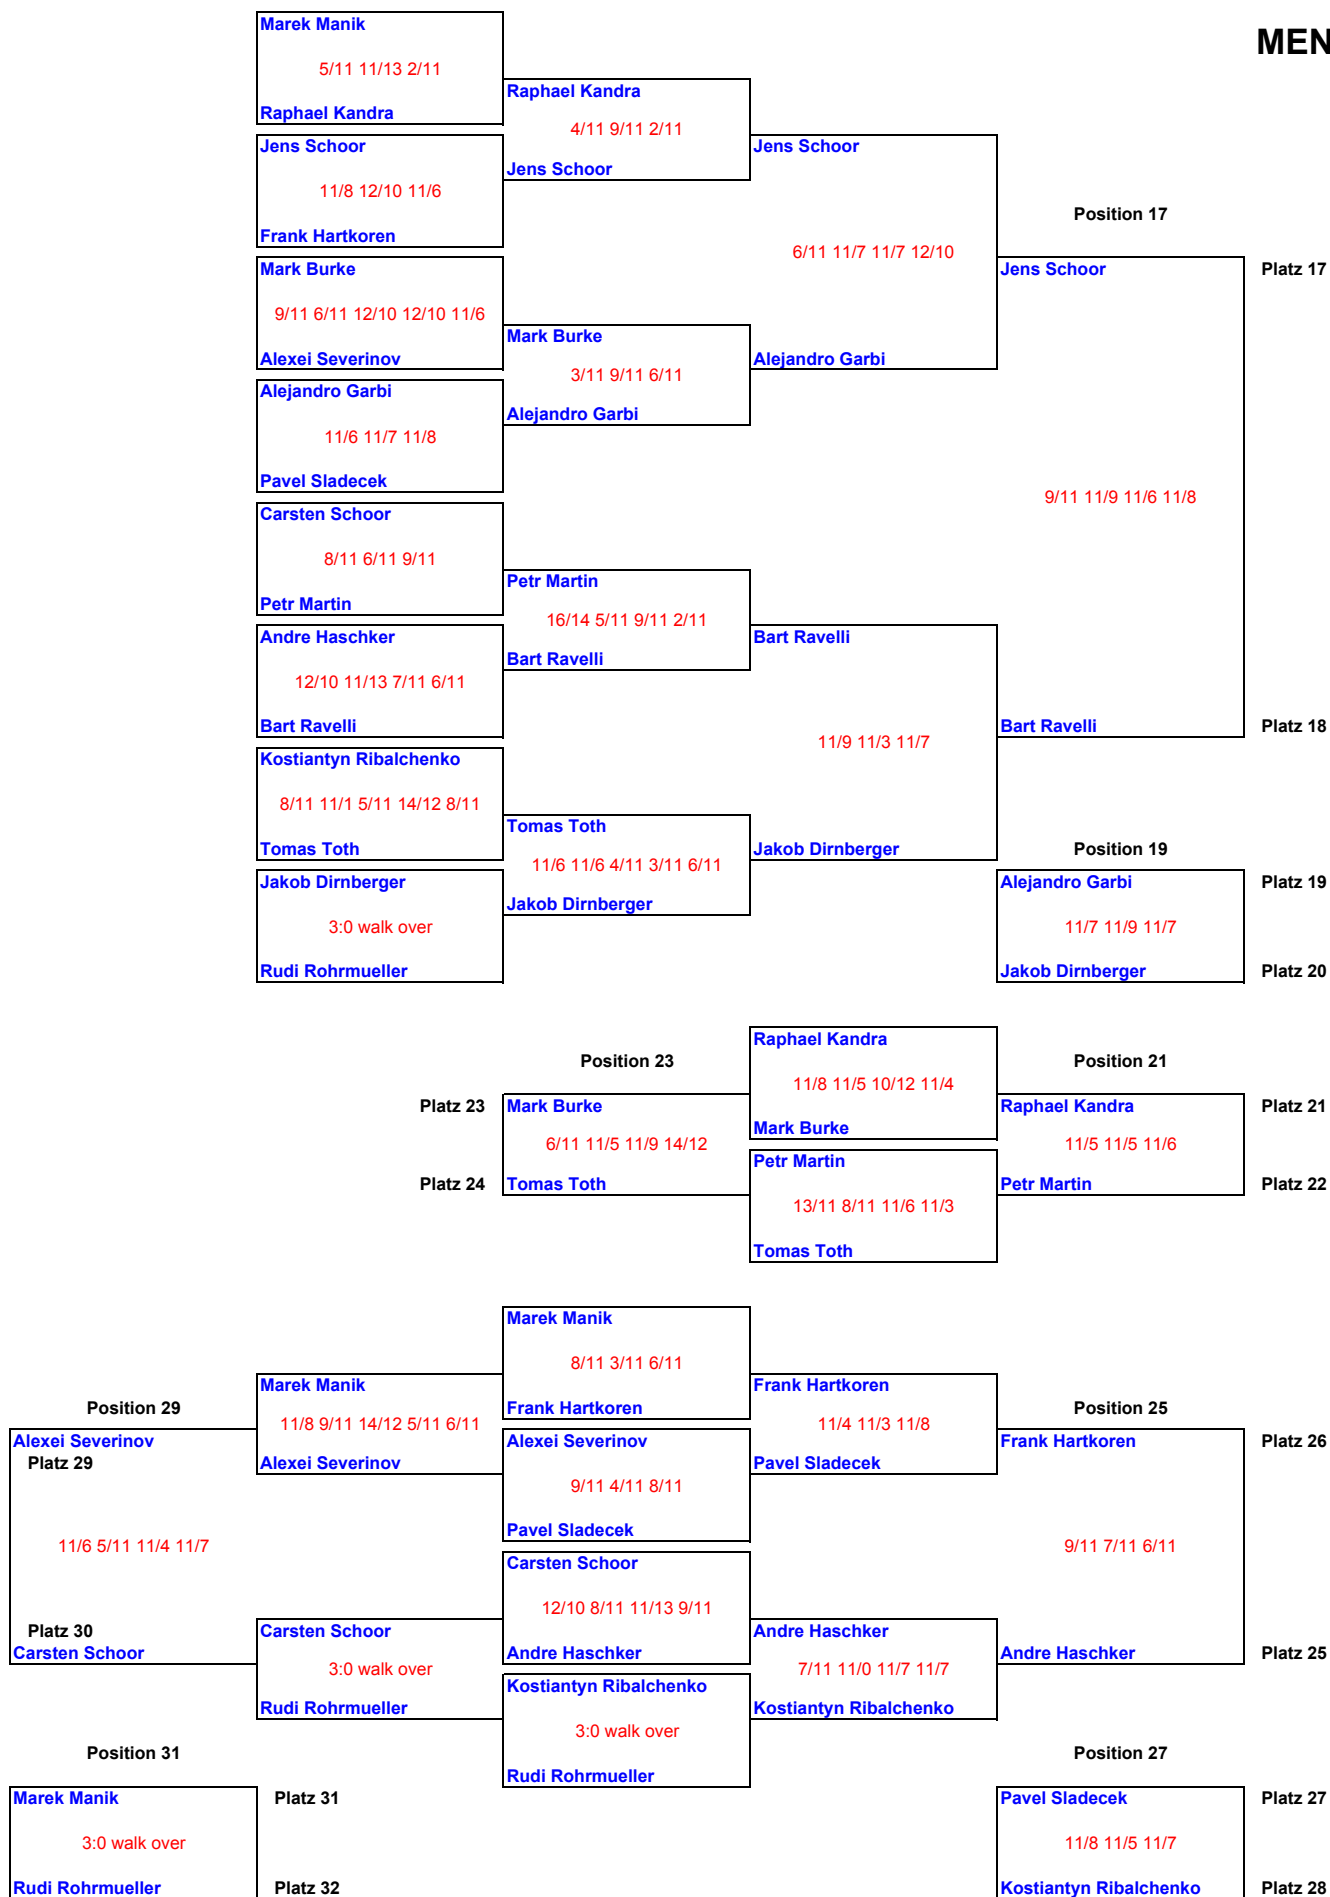 Marek Manik
MEN
5/11 11/13 2/11
Raphael Kandra
Raphael Kandra
4/11 9/11 2/11
Jens Schoor
Jens Schoor
Jens Schoor
11/8 12/10 11/6
Position 17
Frank Hartkoren
6/11 11/7 11/7 12/10
Mark Burke
Jens Schoor
Platz 17
9/11 6/11 12/10 12/10 11/6
Mark Burke
Alexei Severinov
Alejandro Garbi
3/11 9/11 6/11
Alejandro Garbi
Alejandro Garbi
11/6 11/7 11/8
Pavel Sladecek
9/11 11/9 11/6 11/8
Carsten Schoor
8/11 6/11 9/11
Petr Martin
Petr Martin
16/14 5/11 9/11 2/11
Andre Haschker
Bart Ravelli
Bart Ravelli
12/10 11/13 7/11 6/11
Bart Ravelli
Bart Ravelli
Platz 18
11/9 11/3 11/7
Kostiantyn Ribalchenko
8/11 11/1 5/11 14/12 8/11
Tomas Toth
Tomas Toth
Jakob Dirnberger
Position 19
11/6 11/6 4/11 3/11 6/11
Jakob Dirnberger
Alejandro Garbi
Platz 19
Jakob Dirnberger
3:0 walk over
11/7 11/9 11/7
Rudi Rohrmueller
Jakob Dirnberger
Platz 20
Raphael Kandra
Position 23
Position 21
11/8 11/5 10/12 11/4
Platz 23
Mark Burke
Raphael Kandra
Platz 21
Mark Burke
6/11 11/5 11/9 14/12
11/5 11/5 11/6
Petr Martin
Platz 24
Tomas Toth
Petr Martin
Platz 22
13/11 8/11 11/6 11/3
Tomas Toth
Marek Manik
8/11 3/11 6/11
Marek Manik
Frank Hartkoren
Position 29
Frank Hartkoren
Position 25
11/8 9/11 14/12 5/11 6/11
11/4 11/3 11/8
Alexei Severinov
Alexei Severinov
Frank Hartkoren
Platz 26
Platz 29
Alexei Severinov
Pavel Sladecek
9/11 4/11 8/11
Pavel Sladecek
11/6 5/11 11/4 11/7
9/11 7/11 6/11
Carsten Schoor
12/10 8/11 11/13 9/11
Platz 30
Carsten Schoor
Andre Haschker
Carsten Schoor
Andre Haschker
Andre Haschker
Platz 25
3:0 walk over
7/11 11/0 11/7 11/7
Kostiantyn Ribalchenko
Rudi Rohrmueller
Kostiantyn Ribalchenko
3:0 walk over
Position 31
Position 27
Rudi Rohrmueller
Marek Manik
Platz 31
Pavel Sladecek
Platz 27
3:0 walk over
11/8 11/5 11/7
Rudi Rohrmueller
Platz 32
Kostiantyn Ribalchenko
Platz 28